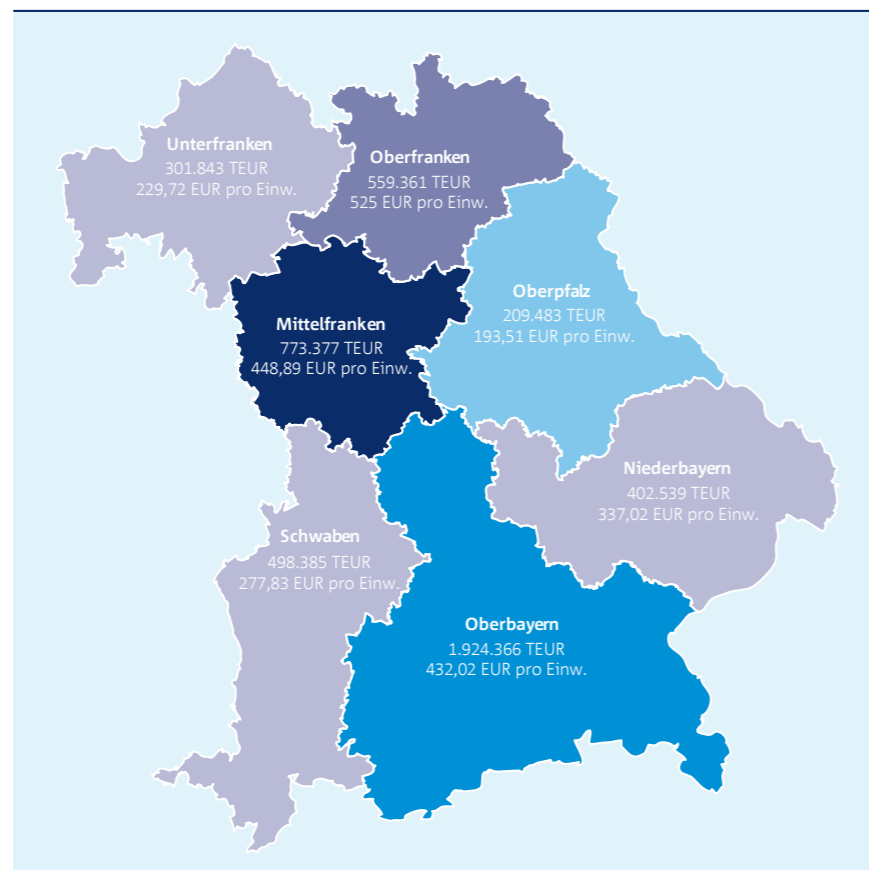 Unterfranken
301.843 TEUR
229,72 EUR pro Einw.
Oberfranken
559.361 TEUR
525 EUR pro Einw.
Oberpfalz
209.483 TEUR
193,51 EUR pro Einw.
Mittelfranken
773.377 TEUR
448,89 EUR pro Einw.
Niederbayern
402.539 TEUR
337,02 EUR pro Einw.
Schwaben
498.385 TEUR
277,83 EUR pro Einw.
Oberbayern
1.924.366 TEUR
432,02 EUR pro Einw.